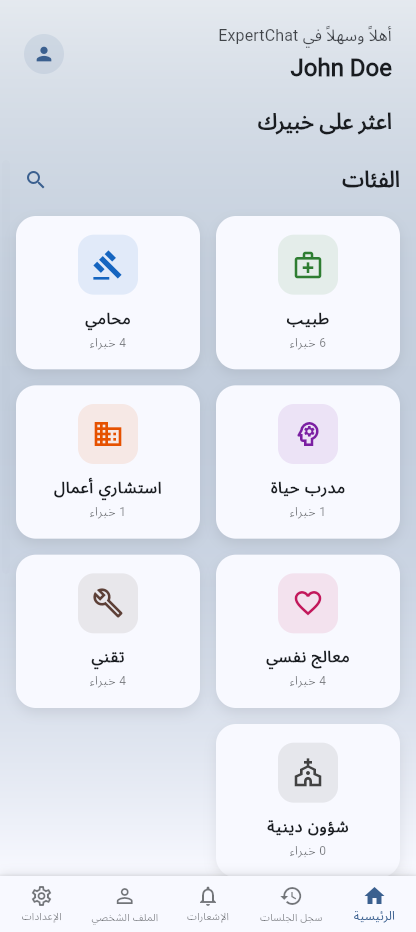 أهلاً وسهلاً في ExpertChat
John Doe
اعثر على خبيرك
الفئات
طبيب
6 خبراء
محامي
4 خبراء
مدرب حياة
1 خبراء
استشاري أعمال
1 خبراء
معالج نفسي
4 خبراء
تقني
4 خبراء
شؤون دينية
0 خبراء
الرئيسية
سجل الجلسات
الإشعارات
الملف الشخصي
الإعدادات